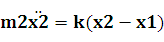 m2ẍ2 = k(x2 − x1)